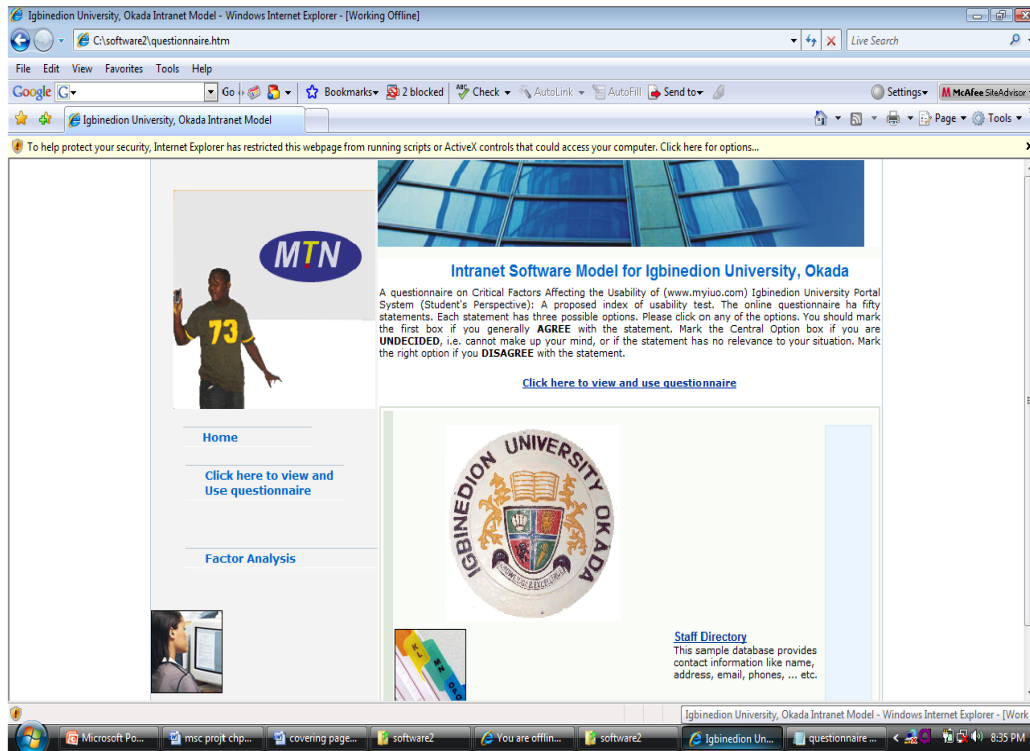 Igbinedion University, Okada Intranet Model - Windows Internet Explorer - [Working Offline]
C:\software2\questionnaire.htm
Live Search
File Edit View Favorites Tools Help
Google G Go Bookmarks 2 blocked ABC Check AutoLink AutoFill Send to Settings M McAfee SiteAdvisor
Igbinedion University, Okada Intranet Model
Page Tools
To help protect your security, Internet Explorer has restricted this webpage from running scripts or ActiveX controls that could access your computer. Click here for options...
MTN
73
Home
Click here to view and
Use questionnaire
Factor Analysis
Intranet Software Model for Igbinedion University, Okada
A questionnaire on Critical Factors Affecting the Usability of (www.myiuo.com) Igbinedion University Portal
System (Student's Perspective): A proposed index of usability test. The online questionnaire ha fifty
statements. Each statement has three possible options. Please click on any of the options. You should mark
the first box if you generally AGREE with the statement. Mark the Central Option box if you are
UNDECIDED, i.e. cannot make up your mind, or if the statement has no relevance to your situation. Mark
the right option if you DISAGREE with the statement.
Click here to view and use questionnaire
IGBINEDION UNIVERSITY OKADA
KNOWLEDGE & EXCELLENCE
KL
MN
Staff Directory
This sample database provides
contact information like name,
address, email, phones, ... etc.
Igbinedion University, Okada Intranet Model - Windows Internet Explorer - [Work
Microsoft Po... msc projt chp... covering page... software2 You are offlin... software2 Igbinedion Un... questionnaire ... 8:35 PM